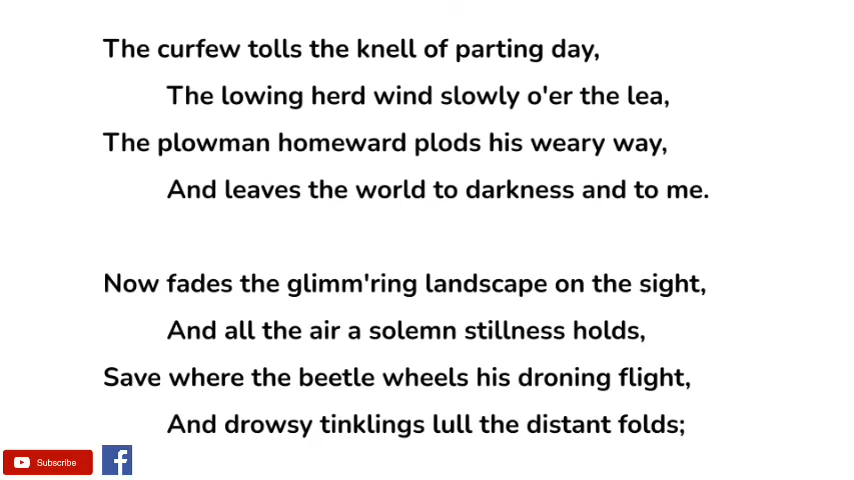 The curfew tolls the knell of parting day,
The lowing herd wind slowly o'er the lea,
The plowman homeward plods his weary way,
And leaves the world to darkness and to me.
Now fades the glimm'ring landscape on the sight,
And all the air a solemn stillness holds,
Save where the beetle wheels his droning flight,
And drowsy tinklings lull the distant folds;
Subscribe